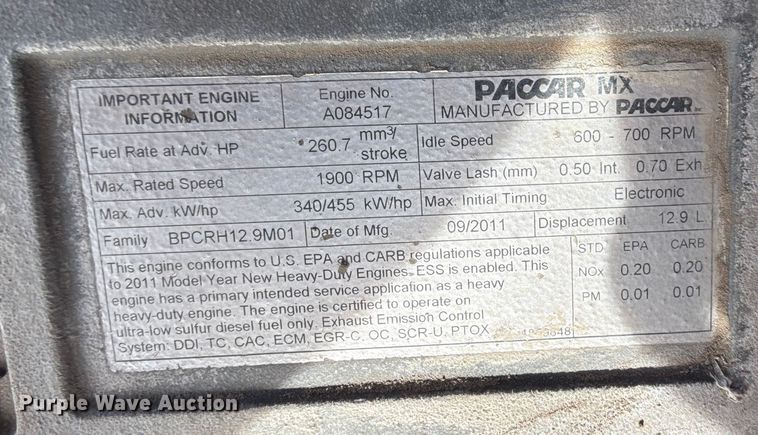 IMPORTANT ENGINE INFORMATION
Engine No. A084517
PACCAR MX
MANUFACTURED BY PACCAR
Fuel Rate at Adv. HP 260.7 mm³/stroke
Idle Speed 600 - 700 RPM
Max. Rated Speed 1900 RPM
Valve Lash (mm) 0.50 Int. 0.70 Exh
Max. Adv. kW/hp 340/455 kW/hp
Max. Initial Timing Electronic
Family BPCRH12.9M01
Date of Mfg. 09/2011
Displacement 12.9 L
This engine conforms to U.S. EPA and CARB regulations applicable
to 2011 Model Year New Heavy-Duty Engines. ESS is enabled. This
engine has a primary intended service application as a heavy
heavy-duty engine. The engine is certified to operate on
ultra-low sulfur diesel fuel only. Exhaust Emission Control
System: DDI, TC, CAC, ECM, EGR-C, OC, SCR-U, PTOX
STD EPA CARB
NOx 0.20 0.20
PM 0.01 0.01
Purple Wave Auction